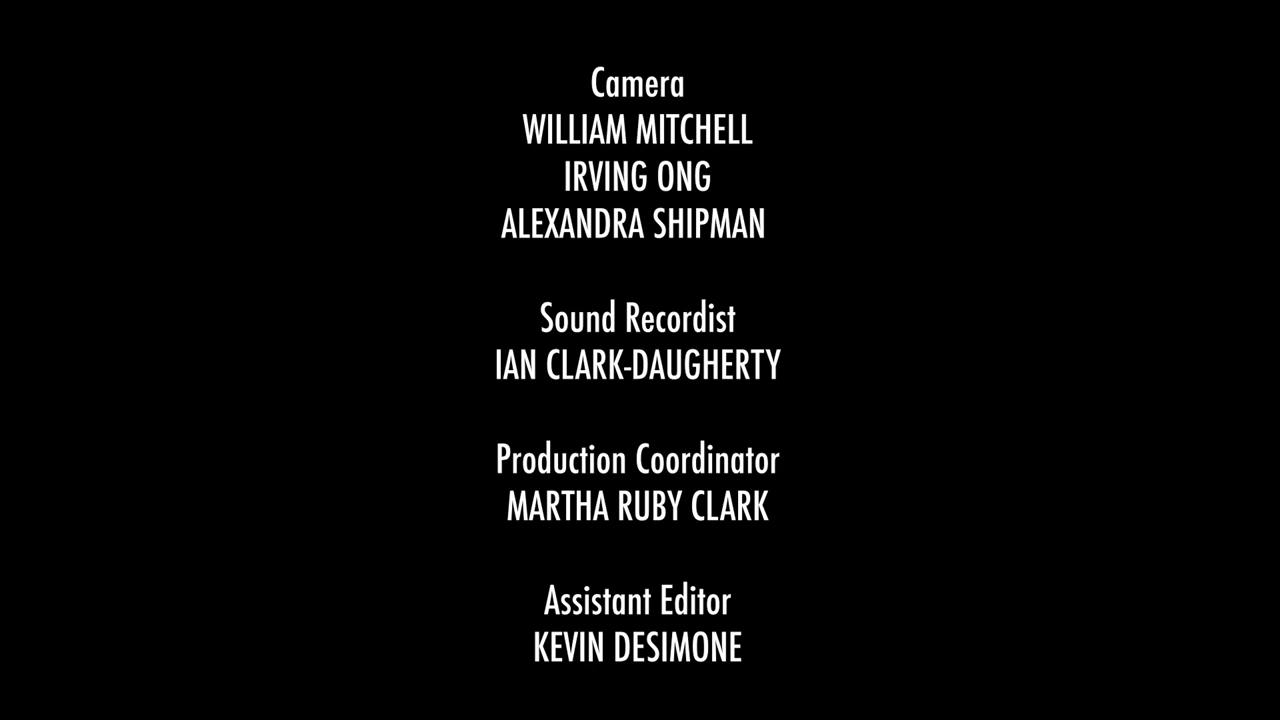 Camera
WILLIAM MITCHELL
IRVING ONG
ALEXANDRA SHIPMAN
Sound Recordist
IAN CLARK-DAUGHERTY
Production Coordinator
MARTHA RUBY CLARK
Assistant Editor
KEVIN DESIMONE